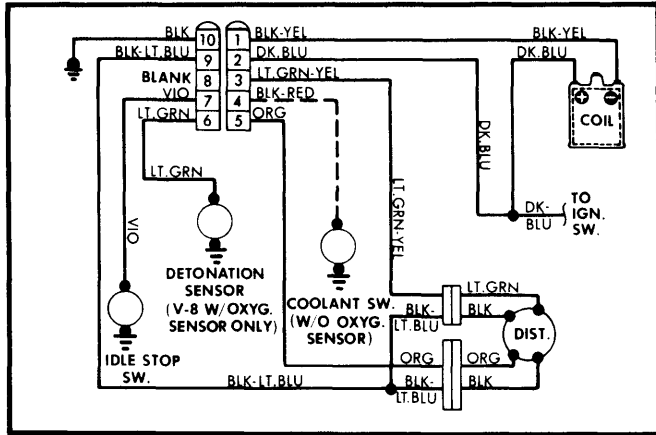 BLK 10 1 BLK-YEL BLK-YEL
BLK-LT.BLU 9 2 DK.BLU DK.BLU
BLANK 8 3 LT.GRN-YEL
VIO 7 4 BLK-RED
LT.GRN 6 5 ORG
COIL
LT.GRN
VIO
DK.BLU
LT.GRN-YEL
DK-
BLU
TO
IGN.
SW.
DETONATION
SENSOR
(V-8 W/OXYG.
SENSOR ONLY)
COOLANT SW.
(W/O OXYG.
SENSOR)
IDLE STOP
SW.
LT.GRN
BLK-
LT.BLU
BLK
DIST.
ORG ORG
BLK-LT.BLU
BLK-
LT.BLU
BLK